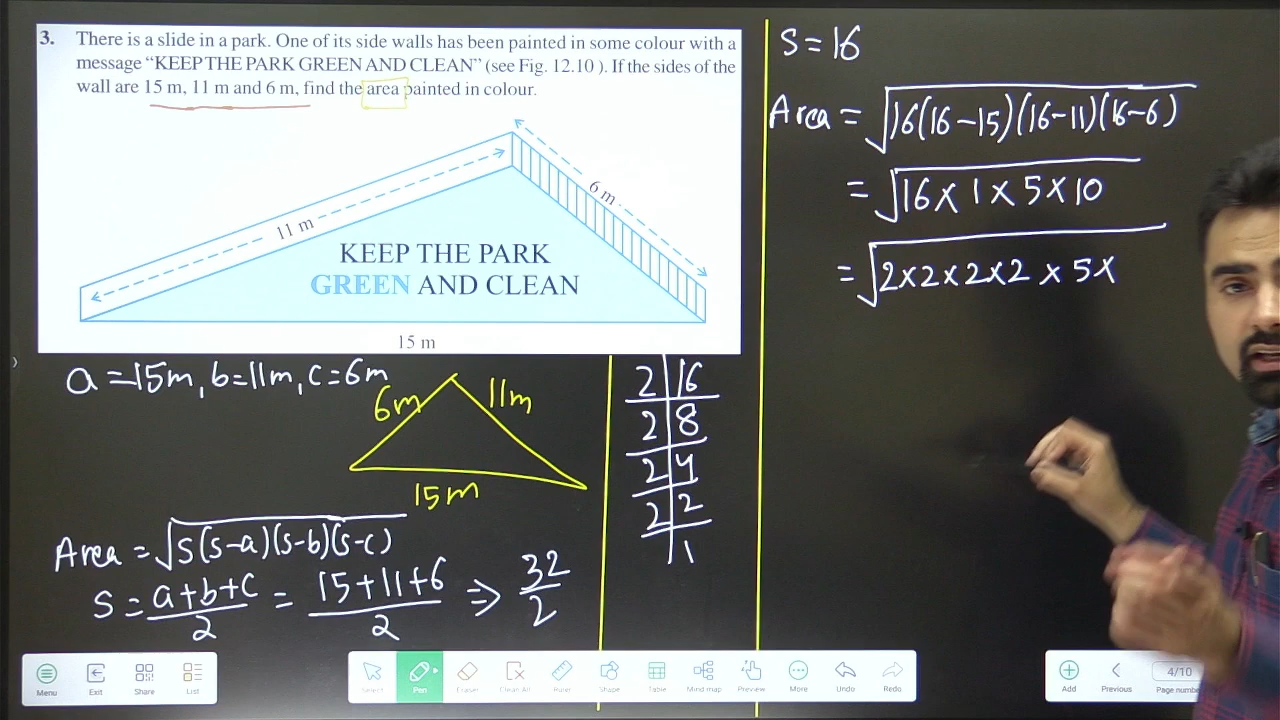 3. There is a slide in a park. One of its side walls has been painted in some colour with a
message “KEEP THE PARK GREEN AND CLEAN” (see Fig. 12.10 ). If the sides of the
wall are 15 m, 11 m and 6 m, find the area painted in colour.
11 m
6 m
KEEP THE PARK
GREEN AND CLEAN
15 m
a = 15m, b = 11m, c = 6m
6m
11m
15m
Area = √s(s-a)(s-b)(s-c)
s = a+b+c/2 = 15+11+6/2 ⇒ 32/2
2 | 16
2 | 8
2 | 4
2 | 2
| 1
S = 16
Area = √16(16-15)(16-11)(16-6)
= √16 × 1 × 5 × 10
= √2×2×2×2 × 5 ×
Menu
Exit
Share
List
Select
Pen
Eraser
Clean All
Ruler
Shape
Table
Mind map
Preview
More
Undo
Redo
Add
Previous
4/10
Page numbe